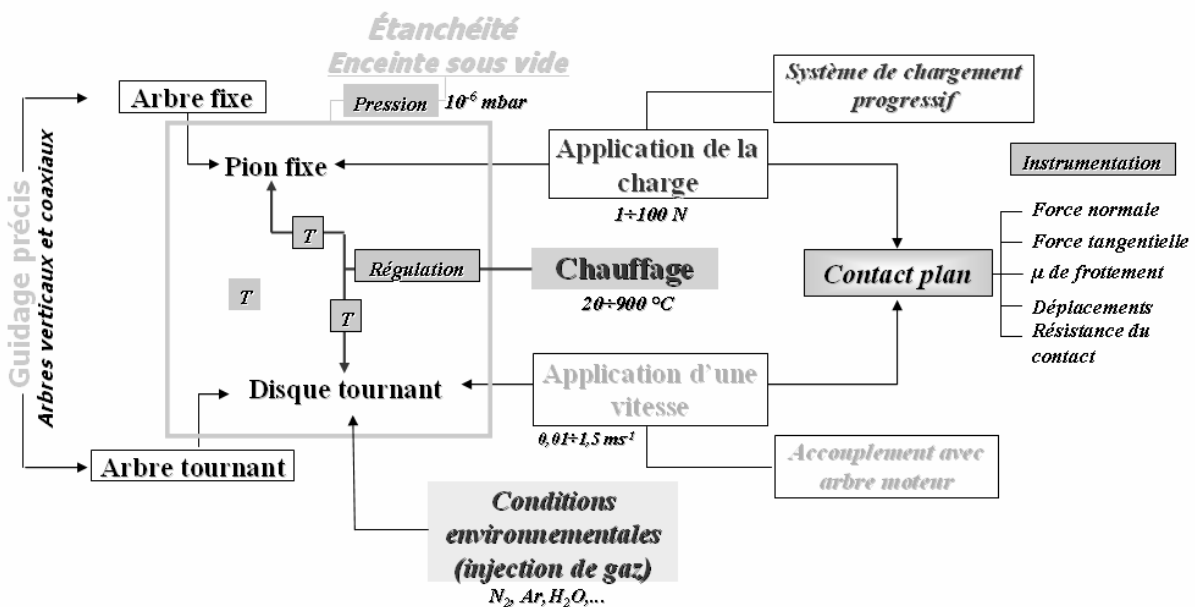 Étanchéité
Enceinte sous vide
Pression
10⁻⁶ mbar
Arbre fixe
Guidage précis
Arbres verticaux et coaxiaux
Pion fixe
T
Régulation
T
T
Disque tournant
Arbre tournant
Système de chargement
progressif
Application de la
charge
1÷100 N
Chauffage
20÷900 °C
Application d'une
vitesse
0,01÷1,5 ms⁻¹
Accouplement avec
arbre moteur
Conditions
environnementales
(injection de gaz)
N₂, Ar, H₂O,...
Contact plan
Instrumentation
Force normale
Force tangentielle
μ de frottement
Déplacements
Résistance du
contact